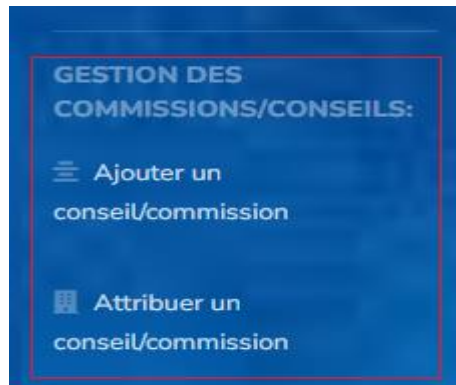 GESTION DES
COMMISSIONS/CONSEILS:
Ajouter un
conseil/commission
Attribuer un
conseil/commission